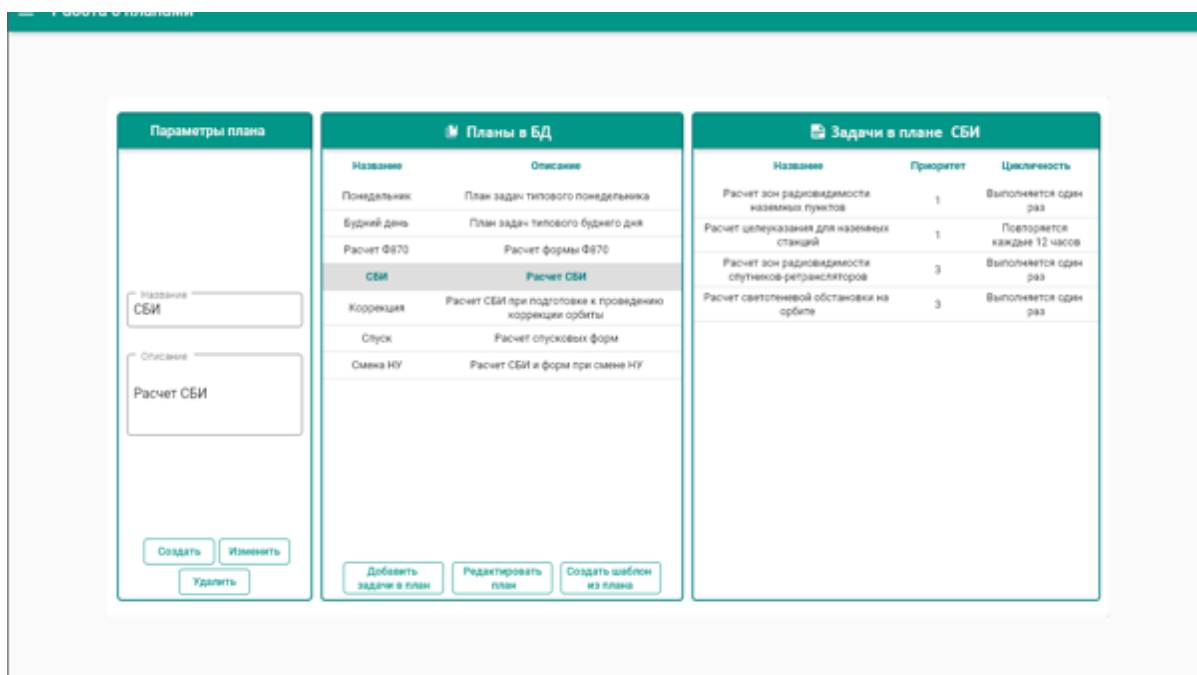 Работа с планами
Параметры плана
Название
СБИ
Описание
Расчет СБИ
Создать
Изменить
Удалить
Планы в БД
Название
Описание
Понедельник
План задач типового понедельника
Будний день
План задач типового буднего дня
Расчет Ф870
Расчет формы Ф870
СБИ
Расчет СБИ
Коррекция
Расчет СБИ при подготовке к проведению
коррекции орбиты
Спуск
Расчет спусковых форм
Смена НУ
Расчет СБИ и форм при смене НУ
Добавить
задачи в план
Редактировать
план
Создать шаблон
из плана
Задачи в плане СБИ
Название
Приоритет
Цикличность
Расчет зон радиовидимости
наземных пунктов
1
Выполняется один
раз
Расчет целеуказания для наземных
станций
1
Повторяется
каждые 12 часов
Расчет зон радиовидимости
спутников-ретрансляторов
3
Выполняется один
раз
Расчет светотеневой обстановки на
орбите
3
Выполняется один
раз